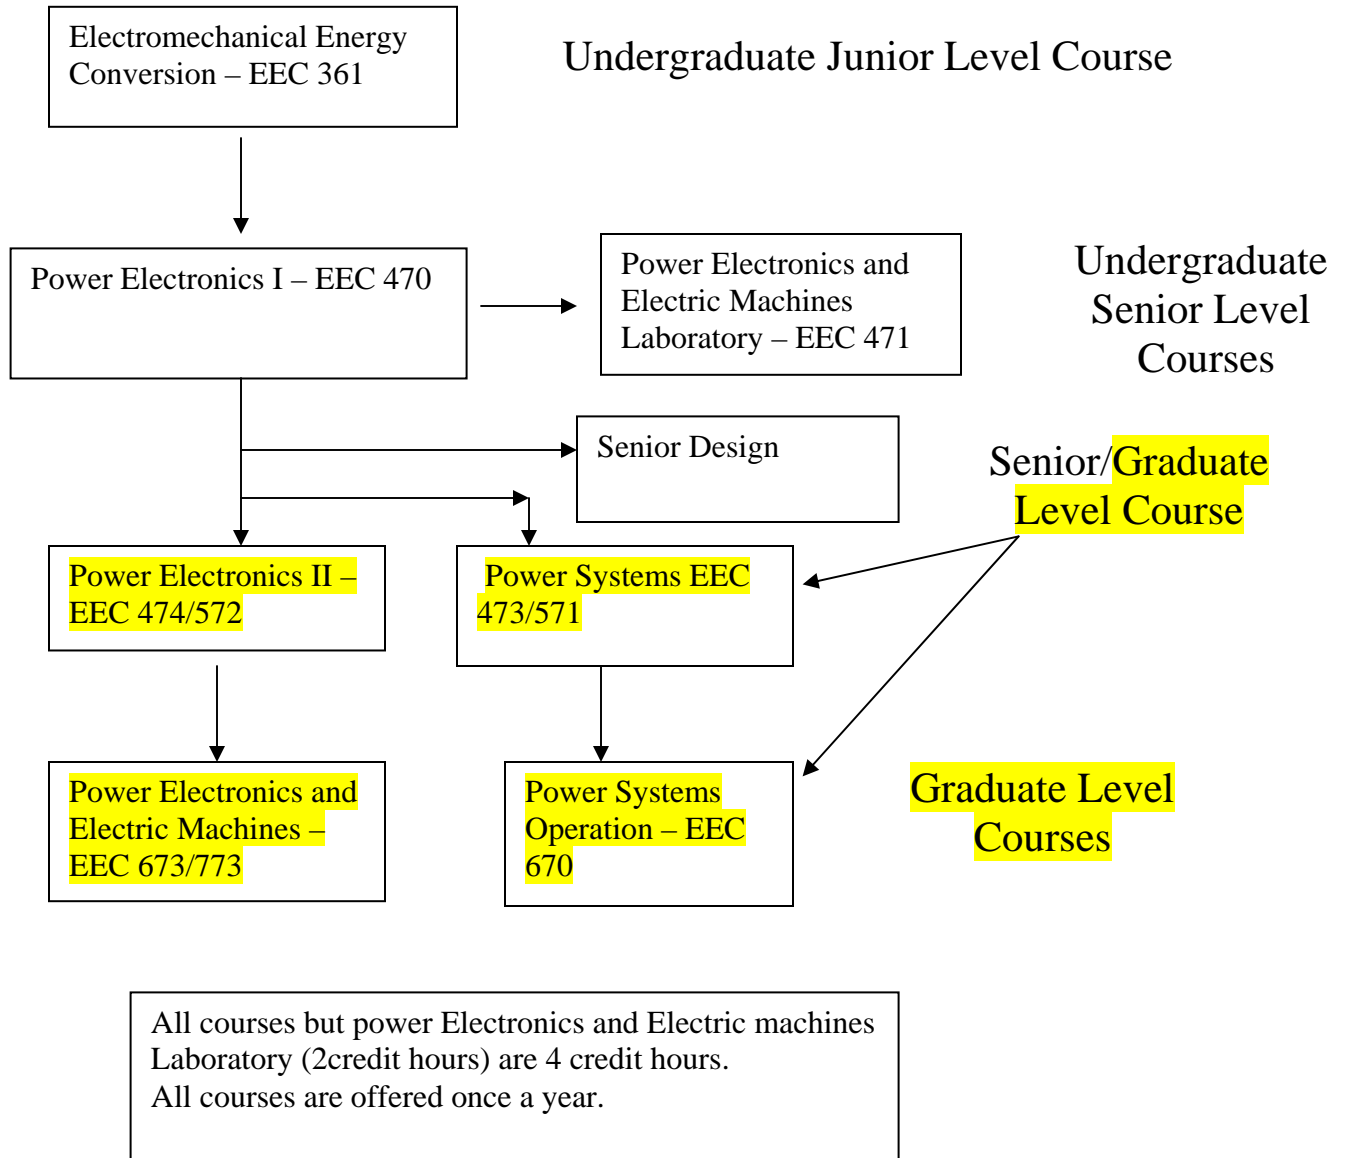 Electromechanical Energy
Conversion – EEC 361
Undergraduate Junior Level Course
Power Electronics I – EEC 470
Power Electronics and
Electric Machines
Laboratory – EEC 471
Undergraduate
Senior Level
Courses
Senior Design
Senior/Graduate
Level Course
Power Electronics II –
EEC 474/572
Power Systems EEC
473/571
Power Electronics and
Electric Machines –
EEC 673/773
Power Systems
Operation – EEC
670
Graduate Level
Courses
All courses but power Electronics and Electric machines
Laboratory (2credit hours) are 4 credit hours.
All courses are offered once a year.